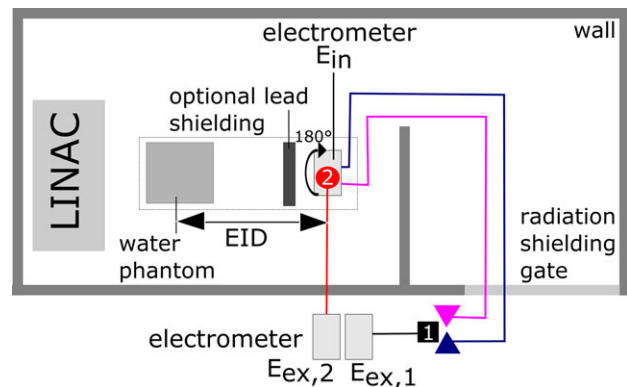 electrometer
E_in
wall
optional lead
shielding
180°
2
LINAC
water
phantom
EID
radiation
shielding
gate
electrometer
E_ex,2
E_ex,1
1